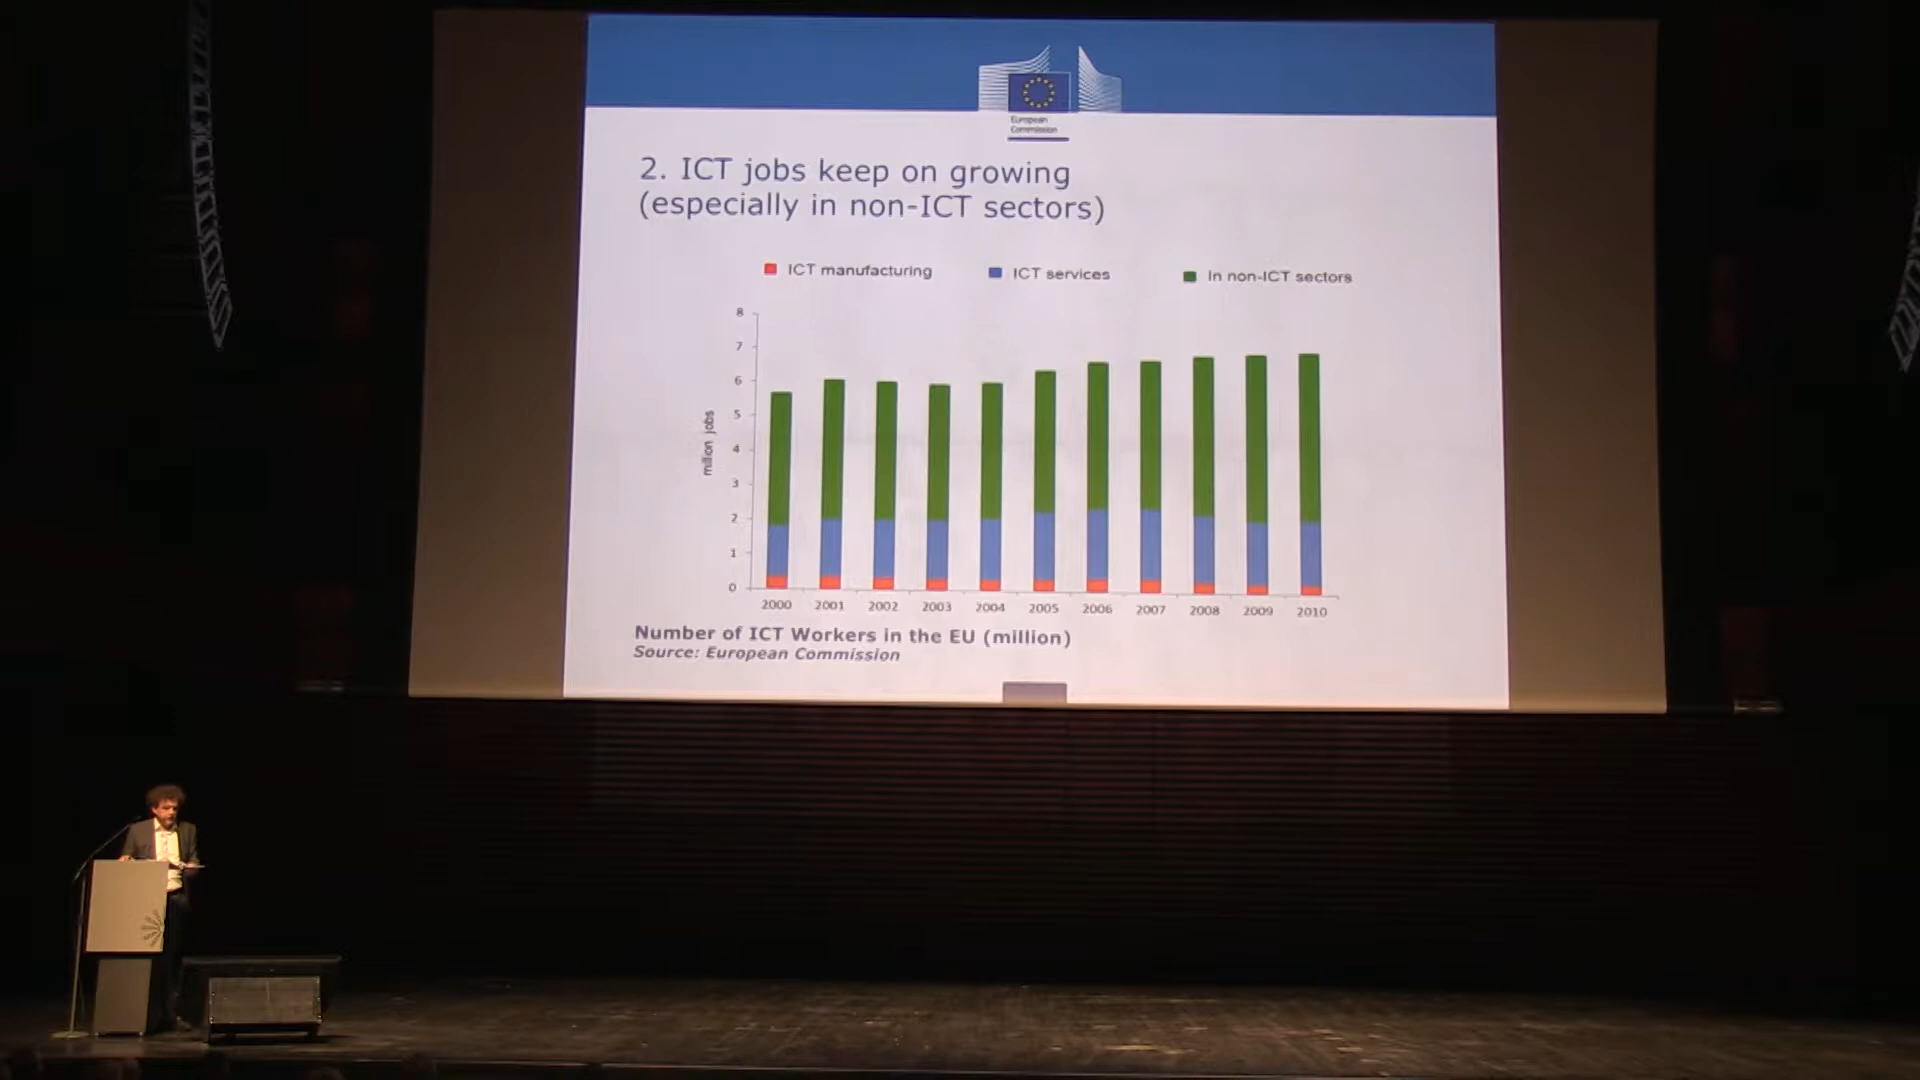 European
Commission
2. ICT jobs keep on growing
(especially in non-ICT sectors)
ICT manufacturing
ICT services
In non-ICT sectors
8
7
6
5
4
3
2
1
0
million jobs
2000
2001
2002
2003
2004
2005
2006
2007
2008
2009
2010
Number of ICT Workers in the EU (million)
Source: European Commission